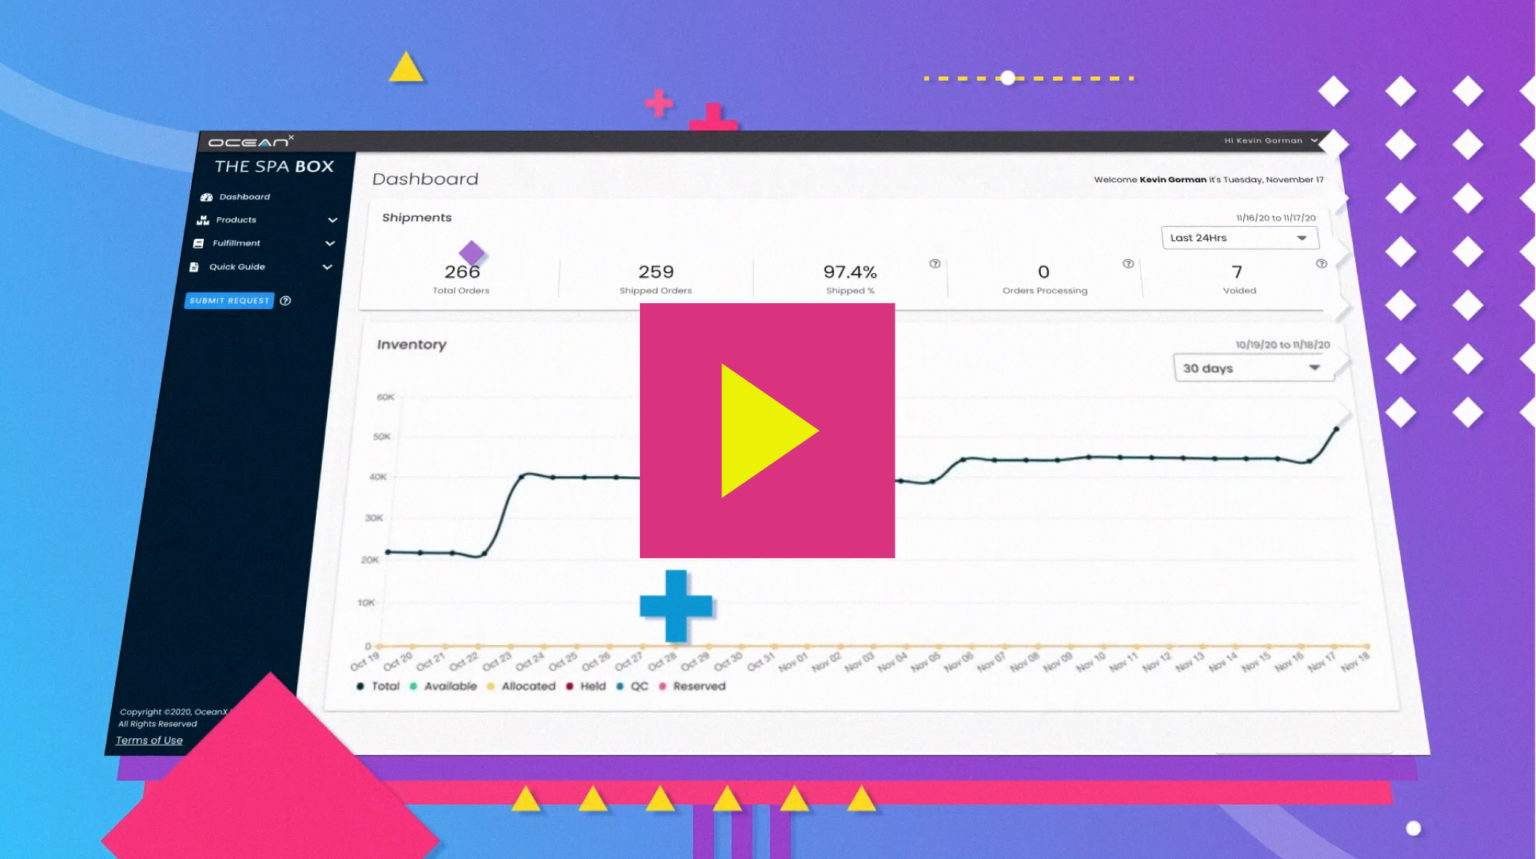 OCEANX
Hi Kevin Gorman
THE SPA BOX
Dashboard
Products
Fulfillment
Quick Guide
SUBMIT REQUEST
Dashboard
Welcome Kevin Gorman it's Tuesday, November 17
Shipments
11/16/20 to 11/17/20
Last 24Hrs
266
Total Orders
259
Shipped Orders
97.4%
Shipped %
0
Orders Processing
7
Voided
Inventory
10/19/20 to 11/18/20
30 days
60K
50K
40K
30K
20K
10K
0
Oct 19 Oct 20 Oct 21 Oct 22 Oct 23 Oct 24 Oct 25 Oct 26 Oct 27 Oct 28 Oct 29 Oct 30 Oct 31 Nov 01 Nov 02 Nov 03 Nov 04 Nov 05 Nov 06 Nov 07 Nov 08 Nov 09 Nov 10 Nov 11 Nov 12 Nov 13 Nov 14 Nov 15 Nov 16 Nov 17 Nov 18
Total Available Allocated Held QC Reserved
Copyright ©2020, OceanX
All Rights Reserved
Terms of Use